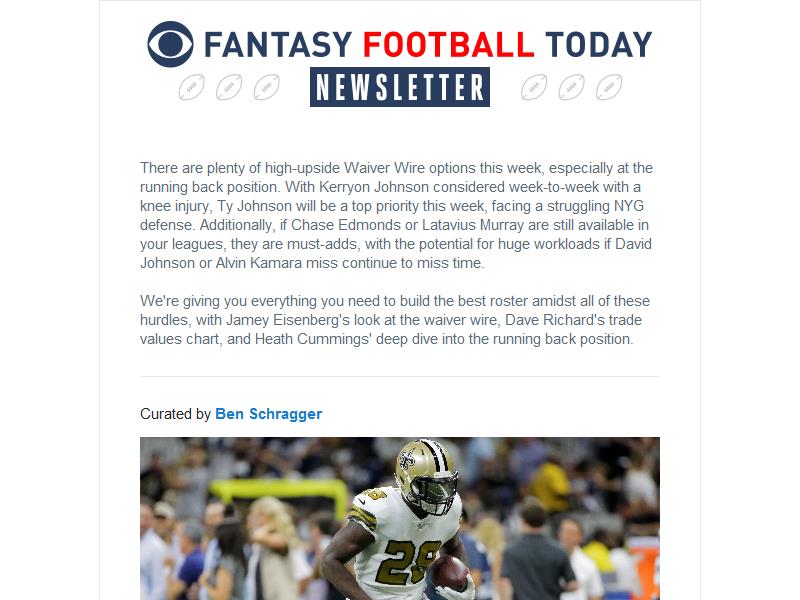 FANTASY FOOTBALL TODAY
NEWSLETTER
There are plenty of high-upside Waiver Wire options this week, especially at the
running back position. With Kerryon Johnson considered week-to-week with a
knee injury, Ty Johnson will be a top priority this week, facing a struggling NYG
defense. Additionally, if Chase Edmonds or Latavius Murray are still available in
your leagues, they are must-adds, with the potential for huge workloads if David
Johnson or Alvin Kamara miss continue to miss time.
We're giving you everything you need to build the best roster amidst all of these
hurdles, with Jamey Eisenberg's look at the waiver wire, Dave Richard's trade
values chart, and Heath Cummings' deep dive into the running back position.
Curated by Ben Schragger
28